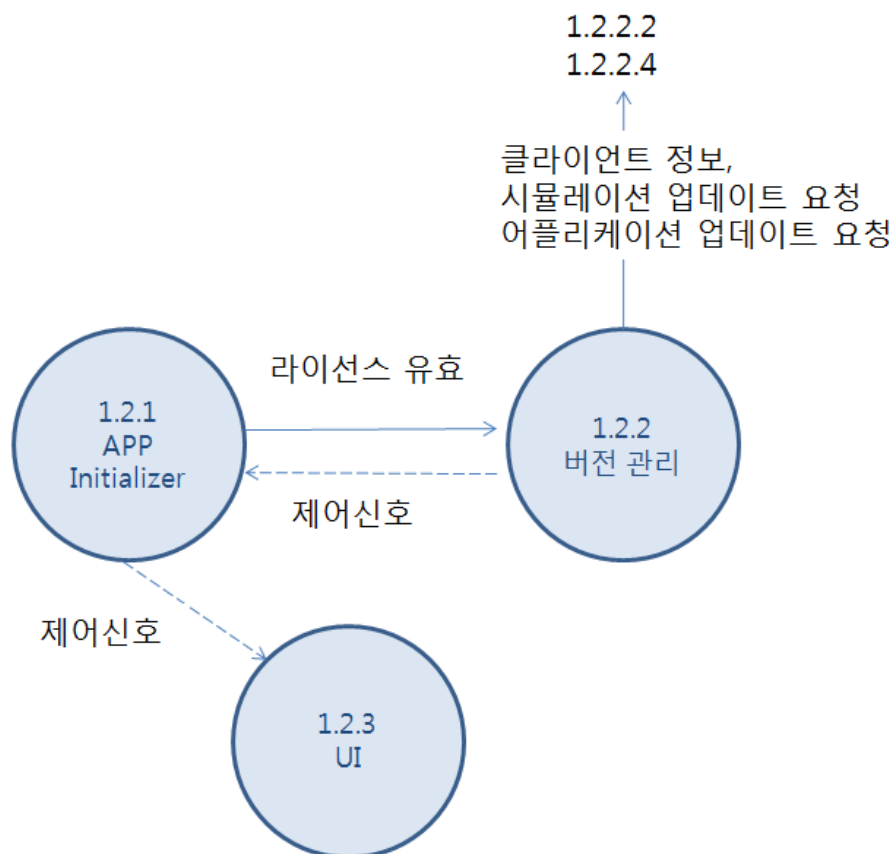 1.2.2.2
1.2.2.4
클라이언트 정보,
시뮬레이션 업데이트 요청
어플리케이션 업데이트 요청
라이선스 유효
1.2.1
APP
Initializer
1.2.2
버전 관리
제어신호
제어신호
1.2.3
UI